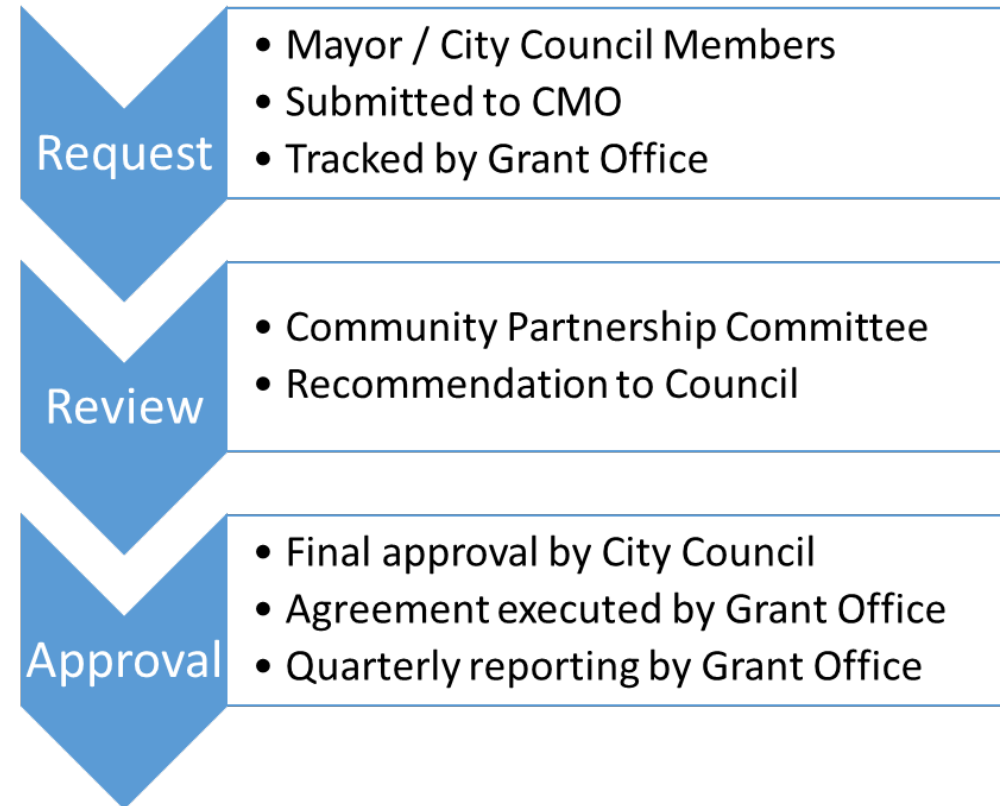 Request
• Mayor / City Council Members
• Submitted to CMO
• Tracked by Grant Office
Review
• Community Partnership Committee
• Recommendation to Council
Approval
• Final approval by City Council
• Agreement executed by Grant Office
• Quarterly reporting by Grant Office